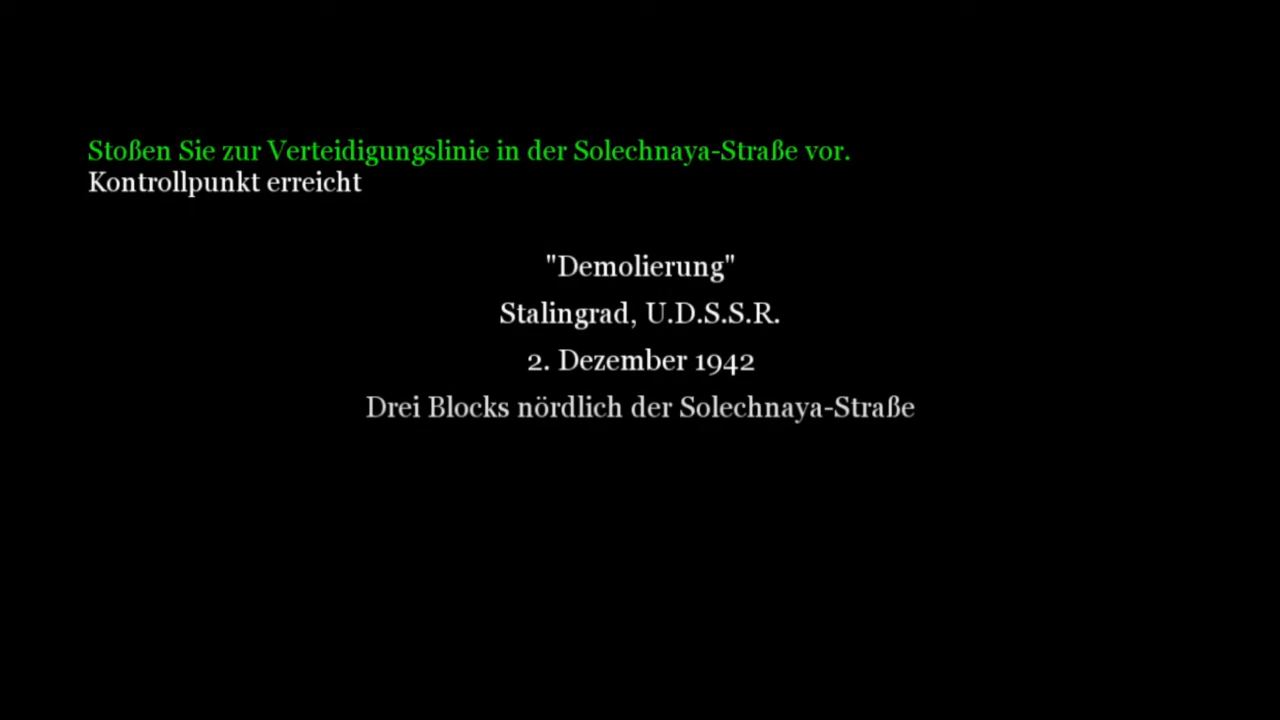 Stoßen Sie zur Verteidigungslinie in der Solechnaya-Straße vor.
Kontrollpunkt erreicht
"Demolierung"
Stalingrad, U.D.S.S.R.
2. Dezember 1942
Drei Blocks nördlich der Solechnaya-Straße